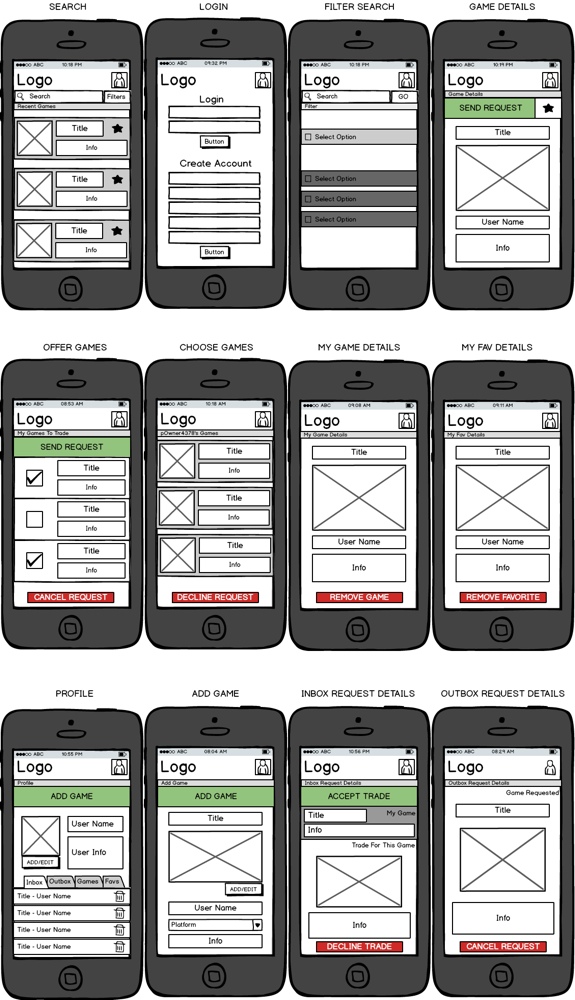 SEARCH
●●●○○ ABC 10:18 PM
Logo
Search Filters
Recent Games
Title
Info
Title
Info
Title
Info
LOGIN
●●●○○ ABC 09:32 PM
Logo
Login
Button
Create Account
Button
FILTER SEARCH
●●●○○ ABC 10:18 PM
Logo
Search GO
Filter
Select Option
Select Option
Select Option
Select Option
GAME DETAILS
●●●○○ ABC 10:19 PM
Logo
Game Details
SEND REQUEST
Title
User Name
Info
OFFER GAMES
●●●○○ ABC 08:53 AM
Logo
My Games To Trade
SEND REQUEST
Title
Info
Title
Info
Title
Info
CANCEL REQUEST
CHOOSE GAMES
●●●○○ ABC 10:18 AM
Logo
pOwner4378's Games
Title
Info
Title
Info
Title
Info
DECLINE REQUEST
MY GAME DETAILS
●●●○○ ABC 09:08 AM
Logo
My Game Details
Title
User Name
Info
REMOVE GAME
MY FAV DETAILS
●●●○○ ABC 09:11 AM
Logo
My Fav Details
Title
User Name
Info
REMOVE FAVORITE
PROFILE
●●●○○ ABC 10:55 PM
Logo
Profile
ADD GAME
User Name
User Info
ADD/EDIT
Inbox Outbox Games Favs
Title - User Name
Title - User Name
Title - User Name
Title - User Name
ADD GAME
●●●○○ ABC 08:04 AM
Logo
Add Game
ADD GAME
Title
ADD/EDIT
User Name
Platform
Info
INBOX REQUEST DETAILS
●●●○○ ABC 10:56 PM
Logo
Inbox Request Details
ACCEPT TRADE
Title My Game
Info
Trade For This Game
Info
DECLINE TRADE
OUTBOX REQUEST DETAILS
●●●○○ ABC 08:29 AM
Logo
Outbox Request Details
Game Requested
Title
Info
CANCEL REQUEST